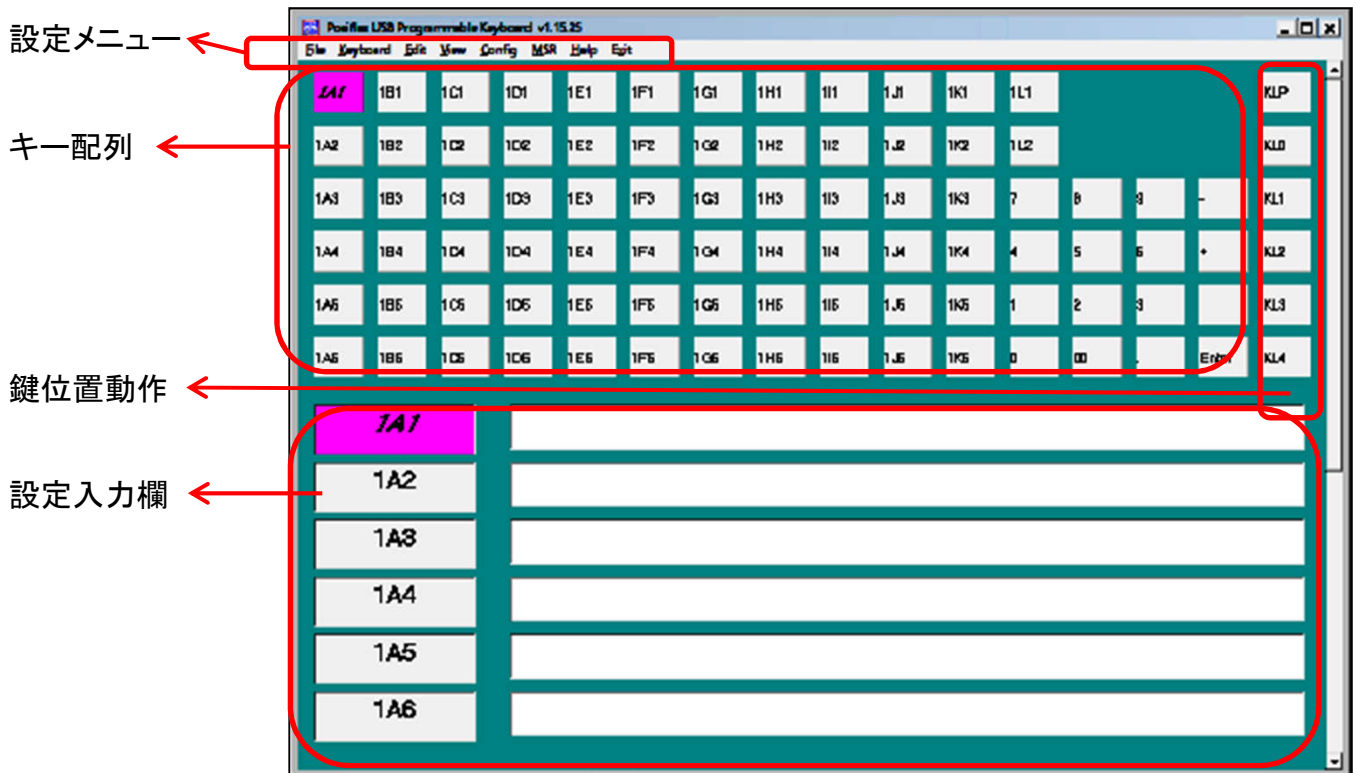 設定メニュー
Posiflex USB Programmable Keyboard v1.15.25
File Keyboard Edit View Config MSR Help Exit
キー配列
1A1 1B1 1C1 1D1 1E1 1F1 1G1 1H1 1I1 1J1 1K1 1L1 KLP
1A2 1B2 1C2 1D2 1E2 1F2 1G2 1H2 1I2 1J2 1K2 1L2 KL0
1A3 1B3 1C3 1D3 1E3 1F3 1G3 1H3 1I3 1J3 1K3 7 8 9 - KL1
1A4 1B4 1C4 1D4 1E4 1F4 1G4 1H4 1I4 1J4 1K4 4 5 6 + KL2
1A5 1B5 1C5 1D5 1E5 1F5 1G5 1H5 1I5 1J5 1K5 1 2 3 KL3
1A6 1B6 1C6 1D6 1E6 1F6 1G6 1H6 1I6 1J6 1K6 0 00 . Enter KL4
鍵位置動作
設定入力欄
1A1
1A2
1A3
1A4
1A5
1A6